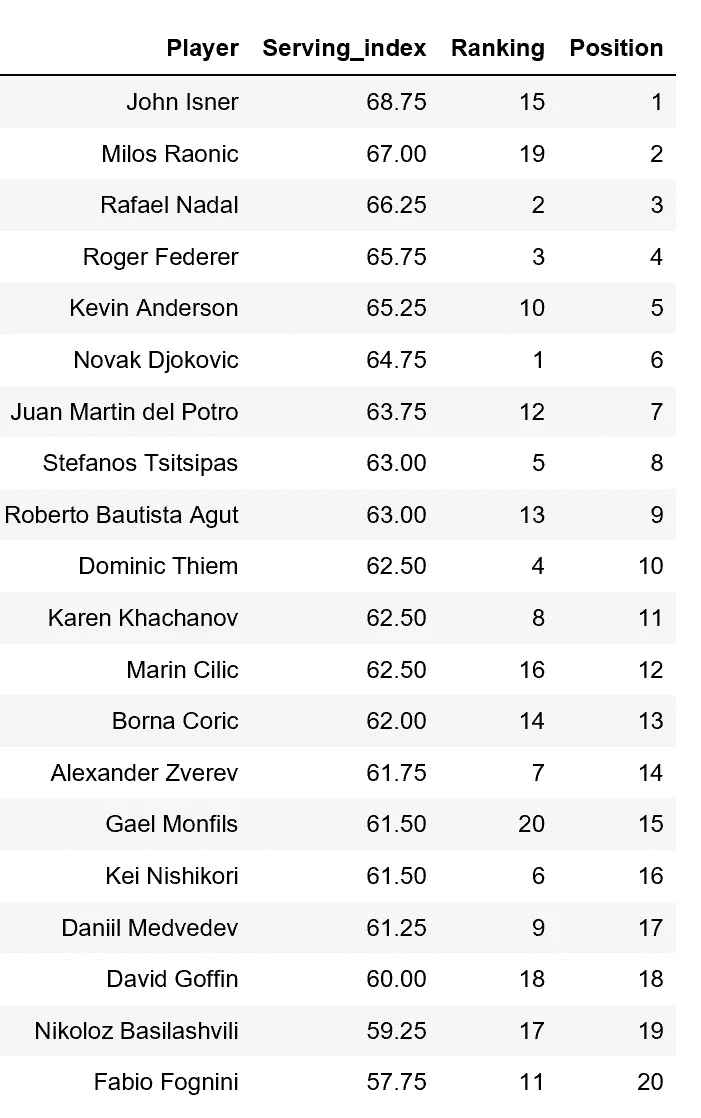 Player Serving_index Ranking Position
John Isner 68.75 15 1
Milos Raonic 67.00 19 2
Rafael Nadal 66.25 2 3
Roger Federer 65.75 3 4
Kevin Anderson 65.25 10 5
Novak Djokovic 64.75 1 6
Juan Martin del Potro 63.75 12 7
Stefanos Tsitsipas 63.00 5 8
Roberto Bautista Agut 63.00 13 9
Dominic Thiem 62.50 4 10
Karen Khachanov 62.50 8 11
Marin Cilic 62.50 16 12
Borna Coric 62.00 14 13
Alexander Zverev 61.75 7 14
Gael Monfils 61.50 20 15
Kei Nishikori 61.50 6 16
Daniil Medvedev 61.25 9 17
David Goffin 60.00 18 18
Nikoloz Basilashvili 59.25 17 19
Fabio Fognini 57.75 11 20